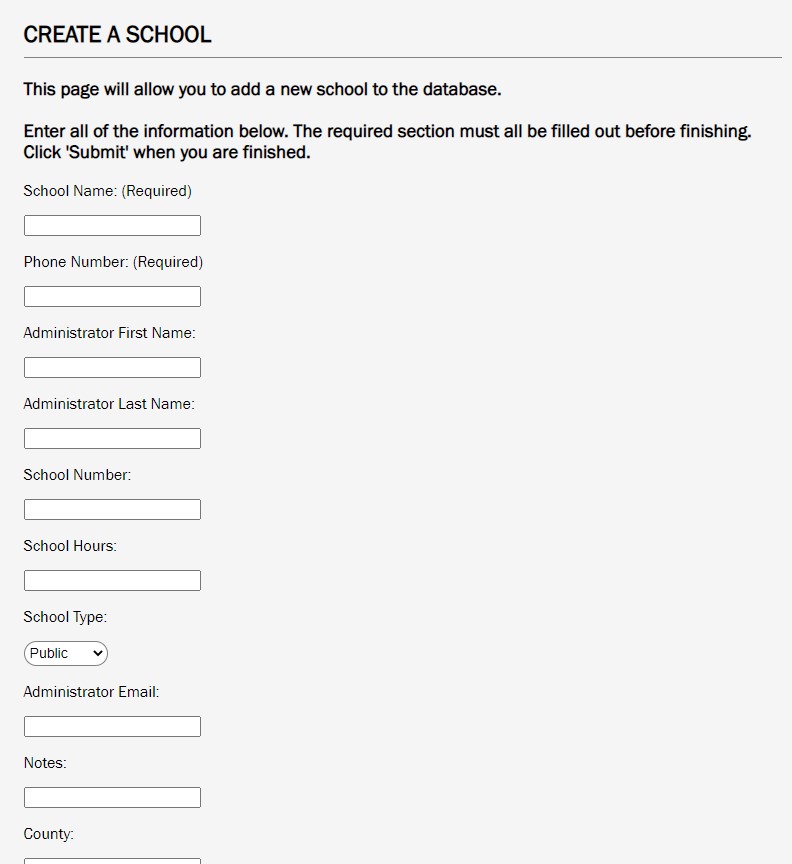 CREATE A SCHOOL
This page will allow you to add a new school to the database.
Enter all of the information below. The required section must all be filled out before finishing.
Click 'Submit' when you are finished.
School Name: (Required)
Phone Number: (Required)
Administrator First Name:
Administrator Last Name:
School Number:
School Hours:
School Type:
Public
Administrator Email:
Notes:
County: